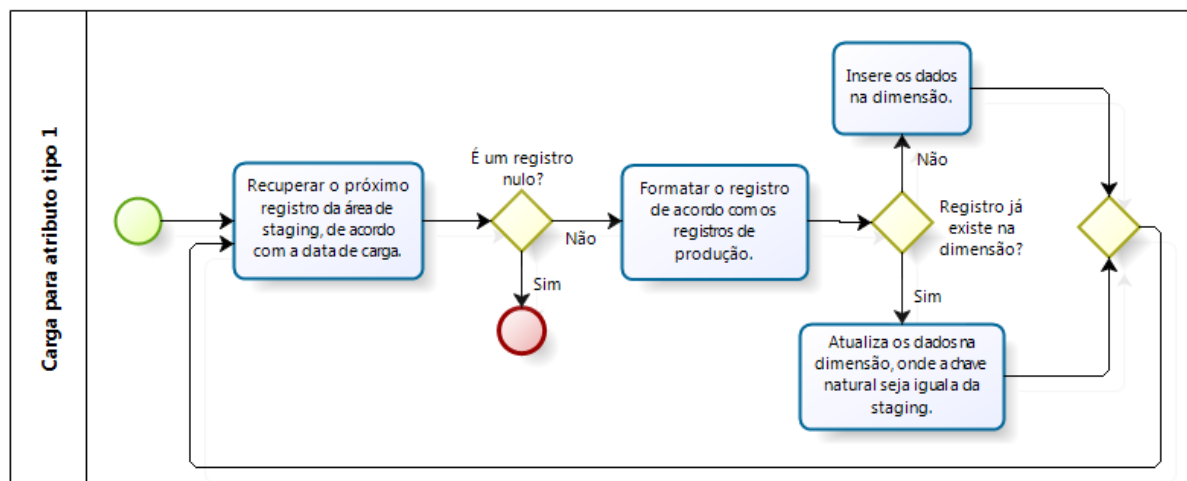 Carga para atributo tipo 1
Recuperar o próximo
registro da área de
staging, de acordo
com a data de carga.
É um registro
nulo?
Não
Sim
Formatar o registro
de acordo com os
registros de
produção.
Registro já
existe na
dimensão?
Não
Sim
Insere os dados
na dimensão.
Atualiza os dados na
dimensão, onde a chave
natural seja igual a da
staging.